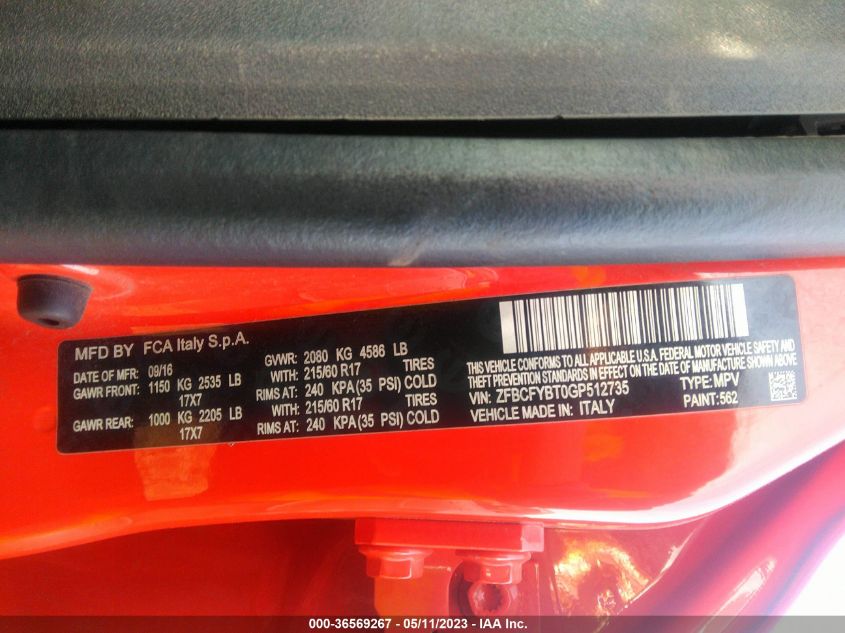 MFD BY FCA Italy S.p.A.
DATE OF MFR: 09/16 GVWR: 2080 KG 4586 LB
GAWR FRONT: 1150 KG 2535 LB WITH: 215/60 R17 TIRES
17X7 RIMS AT: 240 KPA (35 PSI) COLD
GAWR REAR: 1000 KG 2205 LB WITH: 215/60 R17 TIRES
17X7 RIMS AT: 240 KPA (35 PSI) COLD
THIS VEHICLE CONFORMS TO ALL APPLICABLE U.S.A. FEDERAL MOTOR VEHICLE SAFETY AND
THEFT PREVENTION STANDARDS IN EFFECT ON THE DATE OF MANUFACTURE SHOWN ABOVE
VIN: ZFBCFYBT0GP512735 TYPE: MPV
VEHICLE MADE IN: ITALY PAINT: 562
000-36569267 - 05/11/2023 - IAA Inc.